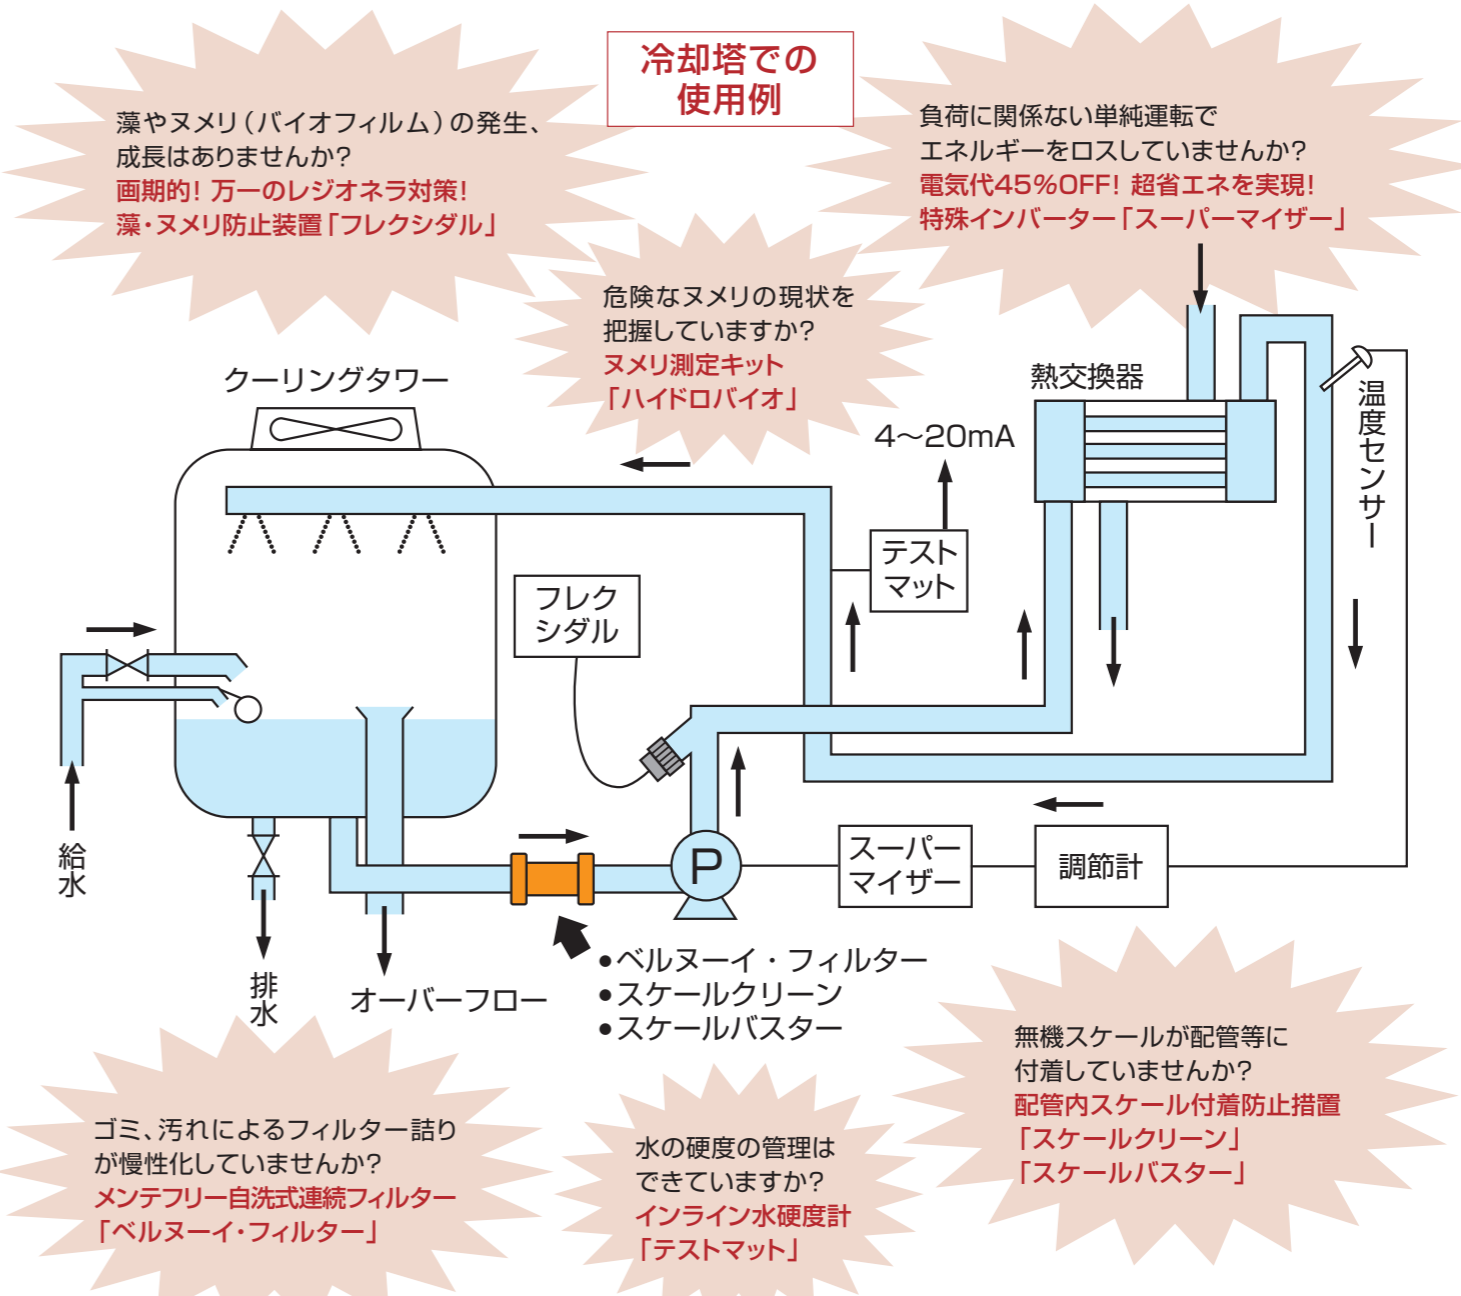 冷却塔での
使用例
藻やヌメリ(バイオフィルム)の発生、
成長はありませんか?
画期的! 万一のレジオネラ対策!
藻・ヌメリ防止装置「フレクシダル」
負荷に関係ない単純運転で
エネルギーをロスしていませんか?
電気代45%OFF! 超省エネを実現!
特殊インバーター「スーパーマイザー」
危険なヌメリの現状を
把握していますか?
ヌメリ測定キット
「ハイドロバイオ」
クーリングタワー
熱交換器
温度センサー
4〜20mA
テスト
マット
フレク
シダル
給水
排水
オーバーフロー
P
スーパー
マイザー
調節計
●ベルヌーイ・フィルター
●スケールクリーン
●スケールバスター
ゴミ、汚れによるフィルター詰り
が慢性化していませんか?
メンテフリー自洗式連続フィルター
「ベルヌーイ・フィルター」
水の硬度の管理は
できていますか?
インライン水硬度計
「テストマット」
無機スケールが配管等に
付着していませんか?
配管内スケール付着防止措置
「スケールクリーン」
「スケールバスター」